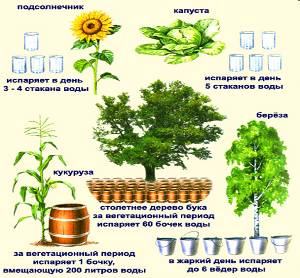 подсолнечник
капуста
испаряет в день
3 - 4 стакана воды
испаряет в день
5 стаканов воды
берёза
кукуруза
столетнее дерево бука
за вегетационный период
испаряет 60 бочек воды
за вегетационный период
испаряет 1 бочку,
вмещающую 200 литров воды
в жаркий день испаряет
до 6 вёдер воды